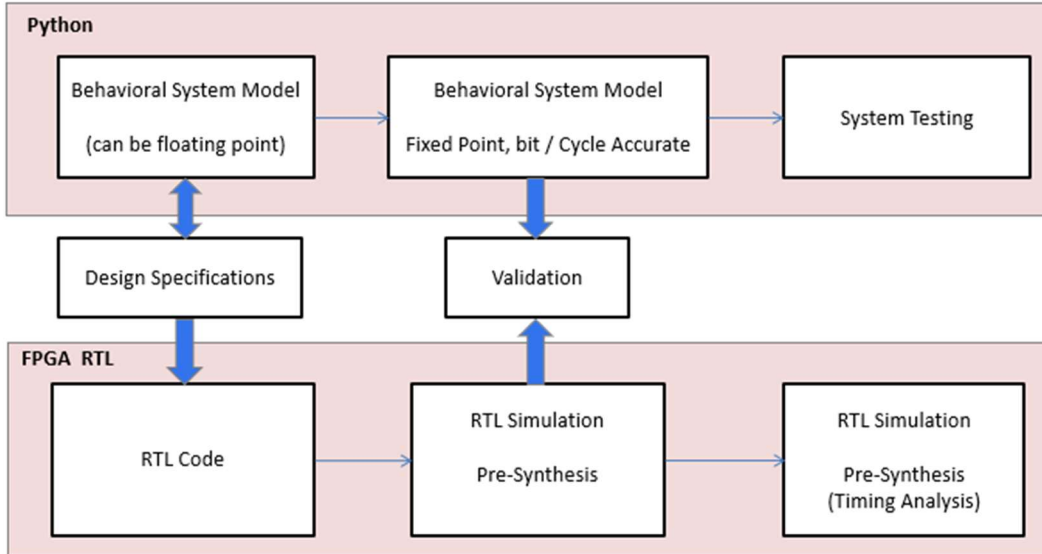 Python
Behavioral System Model
(can be floating point)
Behavioral System Model
Fixed Point, bit / Cycle Accurate
System Testing
Design Specifications
Validation
FPGA RTL
RTL Code
RTL Simulation
Pre-Synthesis
RTL Simulation
Pre-Synthesis
(Timing Analysis)